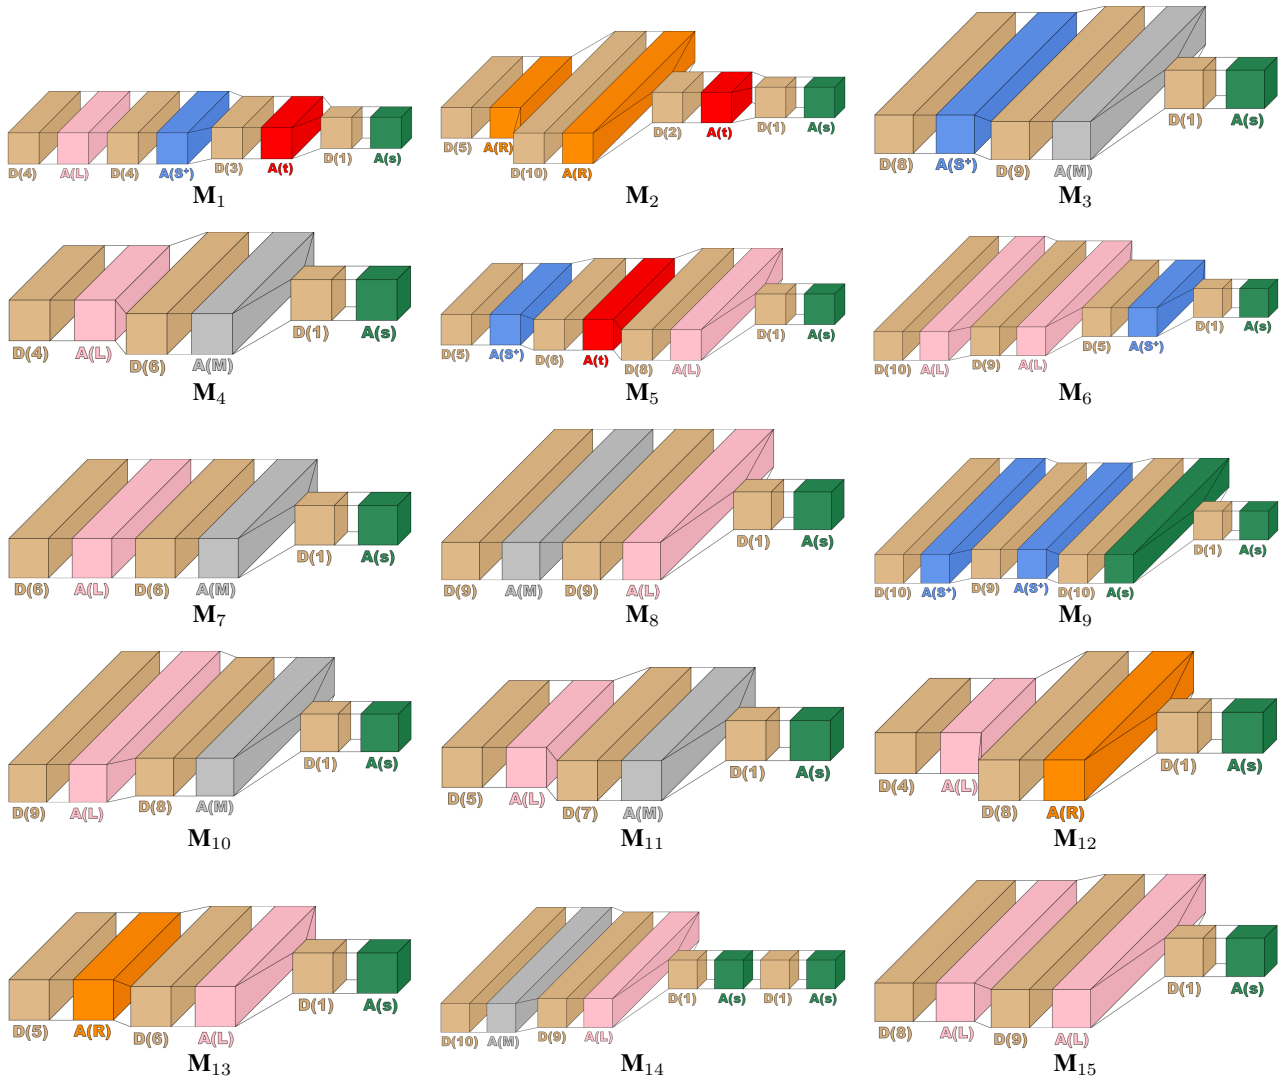 D(4) A(L) D(4) A(S⁺) D(3) A(t) D(1) A(s)
M₁
D(5) A(R) D(10) A(R) D(2) A(t) D(1) A(s)
M₂
D(8) A(S⁺) D(9) A(M) D(1) A(s)
M₃
D(4) A(L) D(6) A(M) D(1) A(s)
M₄
D(5) A(S⁺) D(6) A(t) D(8) A(L) D(1) A(s)
M₅
D(10) A(L) D(9) A(L) D(5) A(S⁺) D(1) A(s)
M₆
D(6) A(L) D(6) A(M) D(1) A(s)
M₇
D(9) A(M) D(9) A(L) D(1) A(s)
M₈
D(10) A(S⁺) D(9) A(S⁺) D(10) A(s) D(1) A(s)
M₉
D(9) A(L) D(8) A(M) D(1) A(s)
M₁₀
D(5) A(L) D(7) A(M) D(1) A(s)
M₁₁
D(4) A(L) D(8) A(R) D(1) A(s)
M₁₂
D(5) A(R) D(6) A(L) D(1) A(s)
M₁₃
D(10) A(M) D(9) A(L) D(1) A(s) D(1) A(s)
M₁₄
D(8) A(L) D(9) A(L) D(1) A(s)
M₁₅